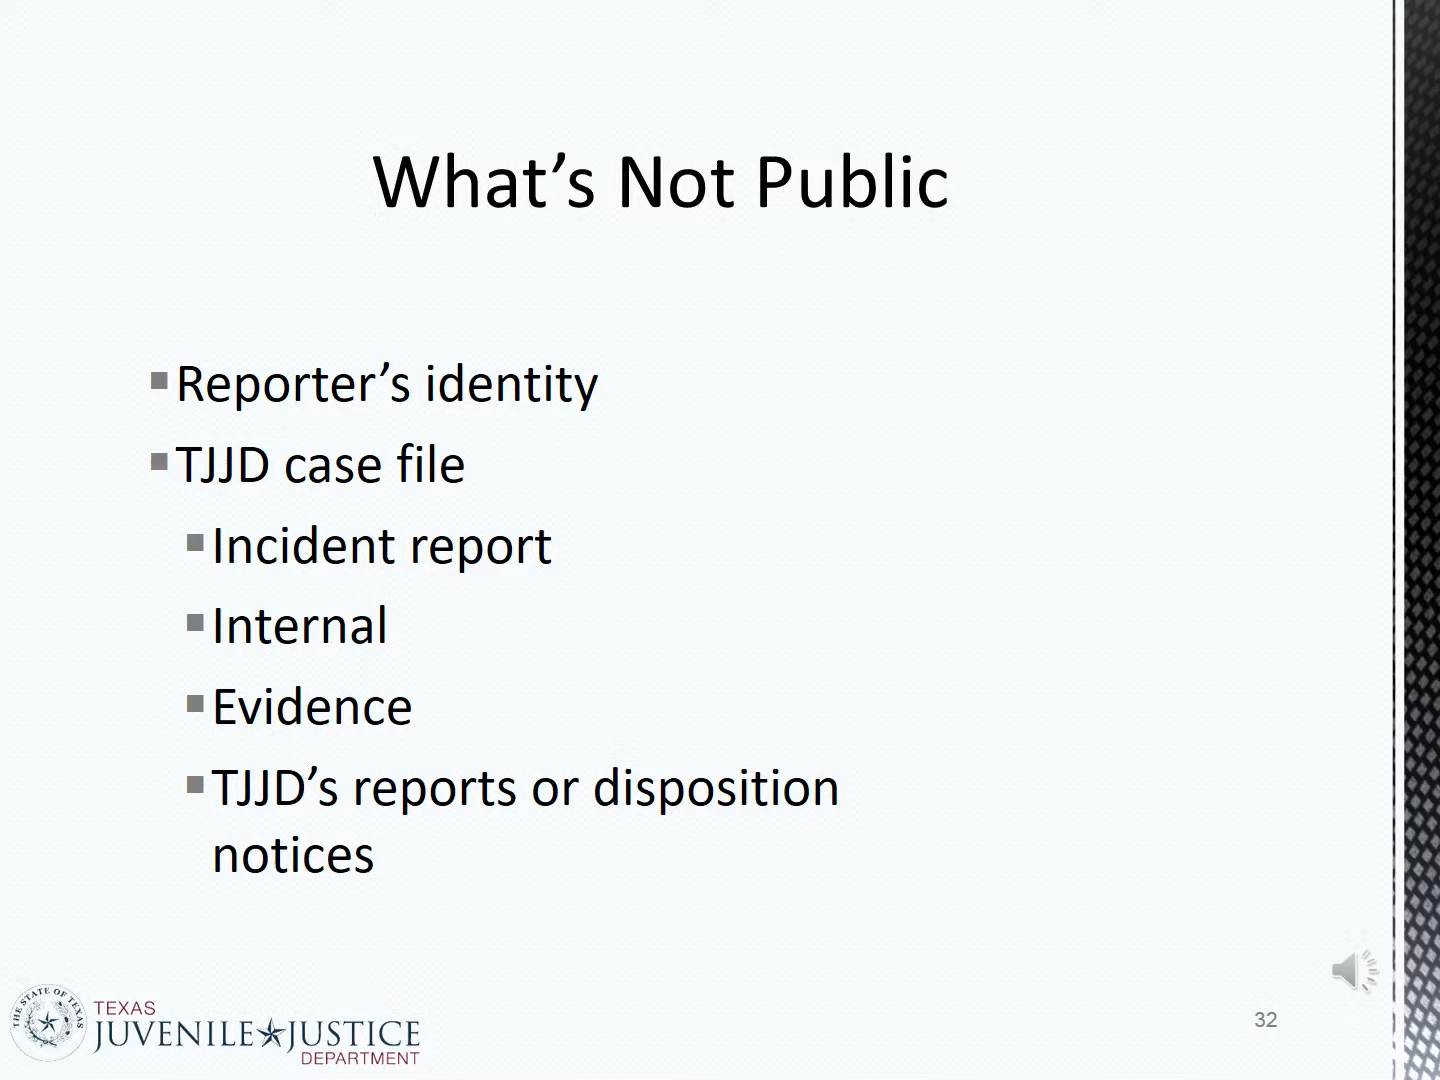 What’s Not Public
▪Reporter’s identity
▪TJJD case file
▪Incident report
▪Internal
▪Evidence
▪TJJD’s reports or disposition
notices
THE STATE OF TEXAS
TEXAS
JUVENILE★JUSTICE
DEPARTMENT
32